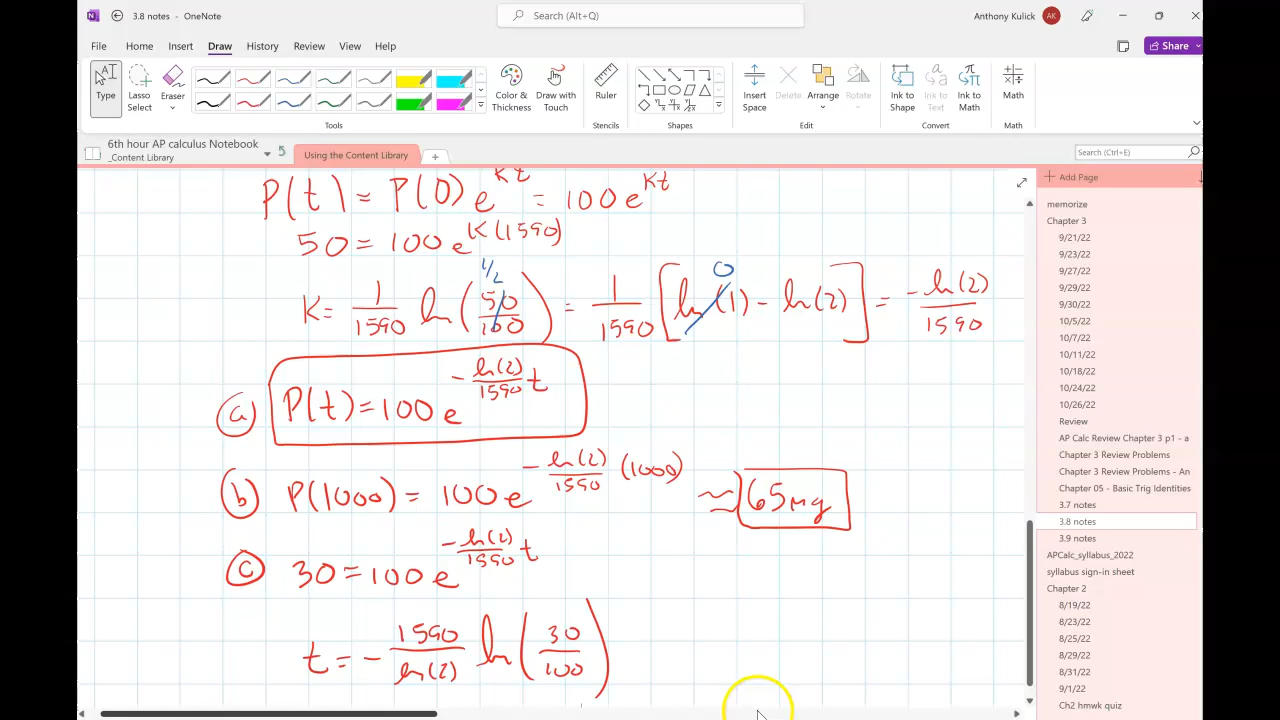 3.8 notes - OneNote
Search (Alt+Q)
Anthony Kulick AK
File Home Insert Draw History Review View Help Share
Type Lasso Select Eraser Color & Thickness Draw with Touch Ruler Insert Space Delete Arrange Rotate Ink to Shape Ink to Text Ink to Math Math
Tools Stencils Shapes Edit Convert Math
6th hour AP calculus Notebook
_Content Library
Using the Content Library
Search (Ctrl+E)
P(t) = P(0)e^{kt} = 100e^{kt}
50 = 100e^{k(1590)}
K = 1/1590 ln(50/100) 1/2 = 1/1590 [ln(1) 0 - ln(2)] = -ln(2)/1590
(a) P(t) = 100e^{-ln(2)/1590 t}
(b) P(1000) = 100e^{-ln(2)/1590 (1000)} ≈ 65mg
(c) 30 = 100e^{-ln(2)/1590 t}
t = - 1590/ln(2) ln(30/100)
Add Page
memorize
Chapter 3
9/21/22
9/23/22
9/27/22
9/29/22
9/30/22
10/5/22
10/7/22
10/11/22
10/18/22
10/24/22
10/26/22
Review
AP Calc Review Chapter 3 p1 - a
Chapter 3 Review Problems
Chapter 3 Review Problems - An
Chapter 05 - Basic Trig Identities
3.7 notes
3.8 notes
3.9 notes
APCalc_syllabus_2022
syllabus sign-in sheet
Chapter 2
8/19/22
8/23/22
8/25/22
8/29/22
8/31/22
9/1/22
Ch2 hmwk quiz